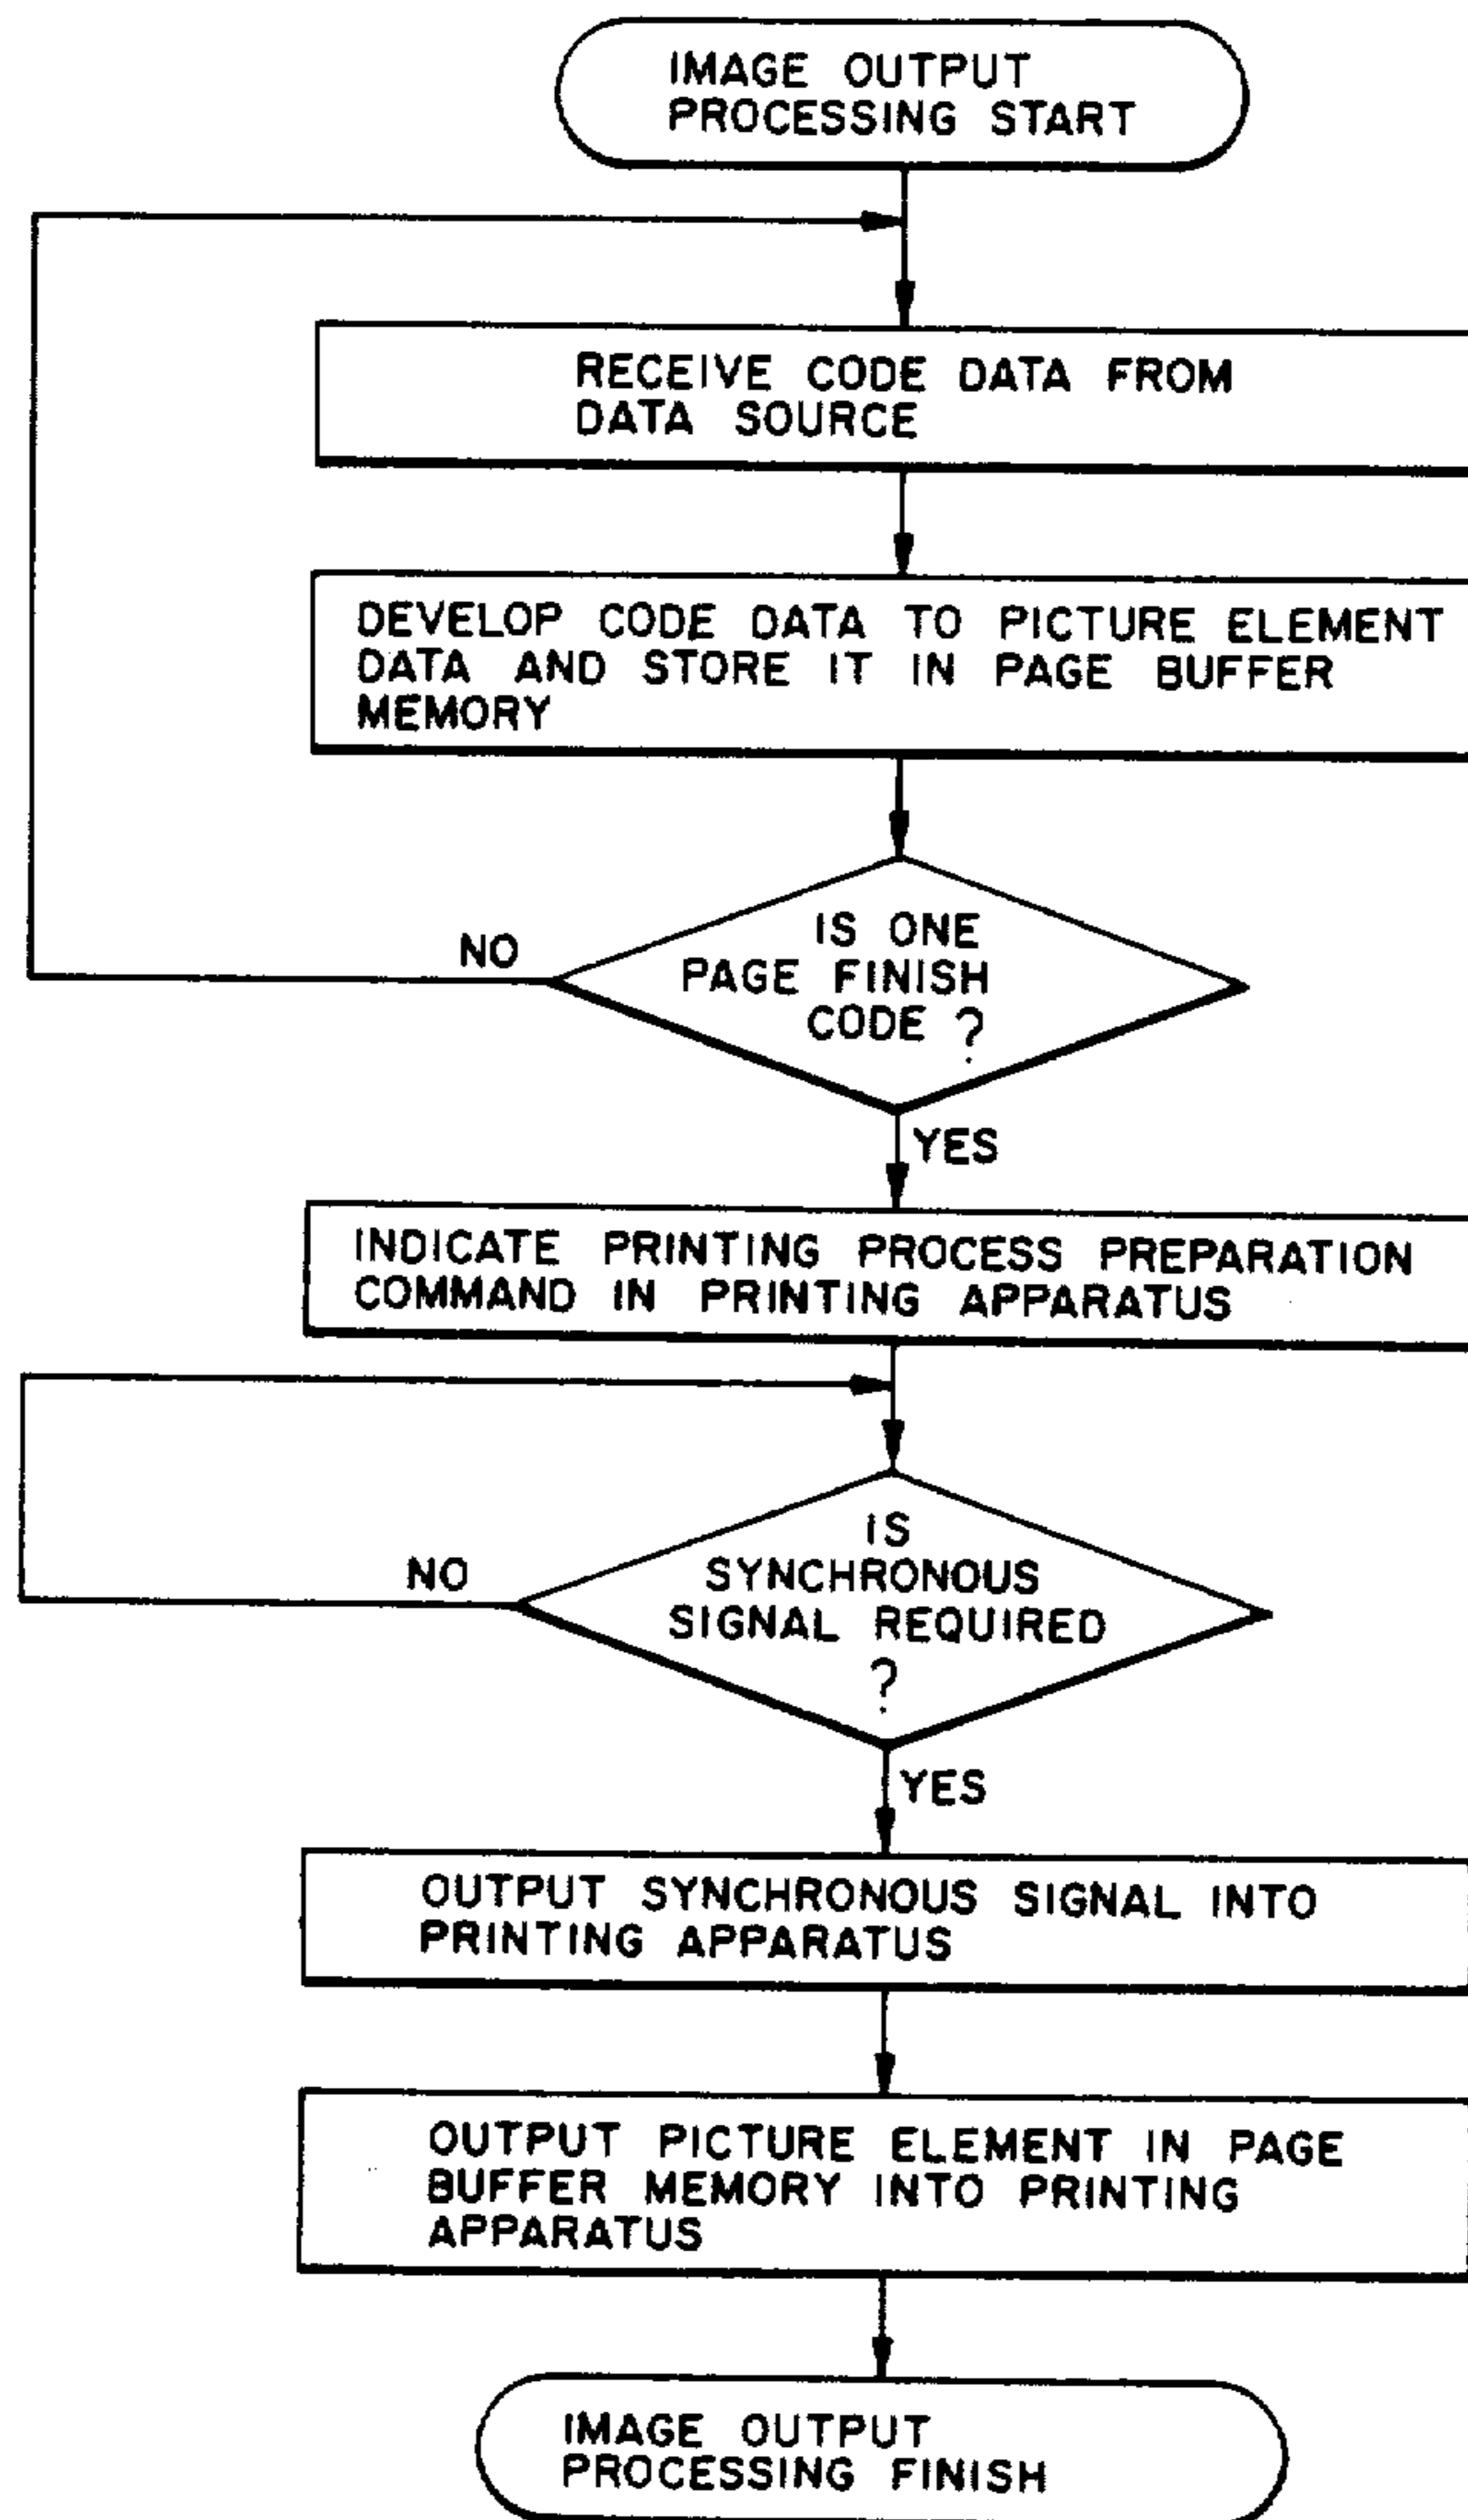 IMAGE OUTPUT
PROCESSING START
RECEIVE CODE DATA FROM
DATA SOURCE
DEVELOP CODE DATA TO PICTURE ELEMENT
DATA AND STORE IT IN PAGE BUFFER
MEMORY
IS ONE
PAGE FINISH
CODE ?
NO
YES
INDICATE PRINTING PROCESS PREPARATION
COMMAND IN PRINTING APPARATUS
IS
SYNCHRONOUS
SIGNAL REQUIRED
?
NO
YES
OUTPUT SYNCHRONOUS SIGNAL INTO
PRINTING APPARATUS
OUTPUT PICTURE ELEMENT IN PAGE
BUFFER MEMORY INTO PRINTING
APPARATUS
IMAGE OUTPUT
PROCESSING FINISH